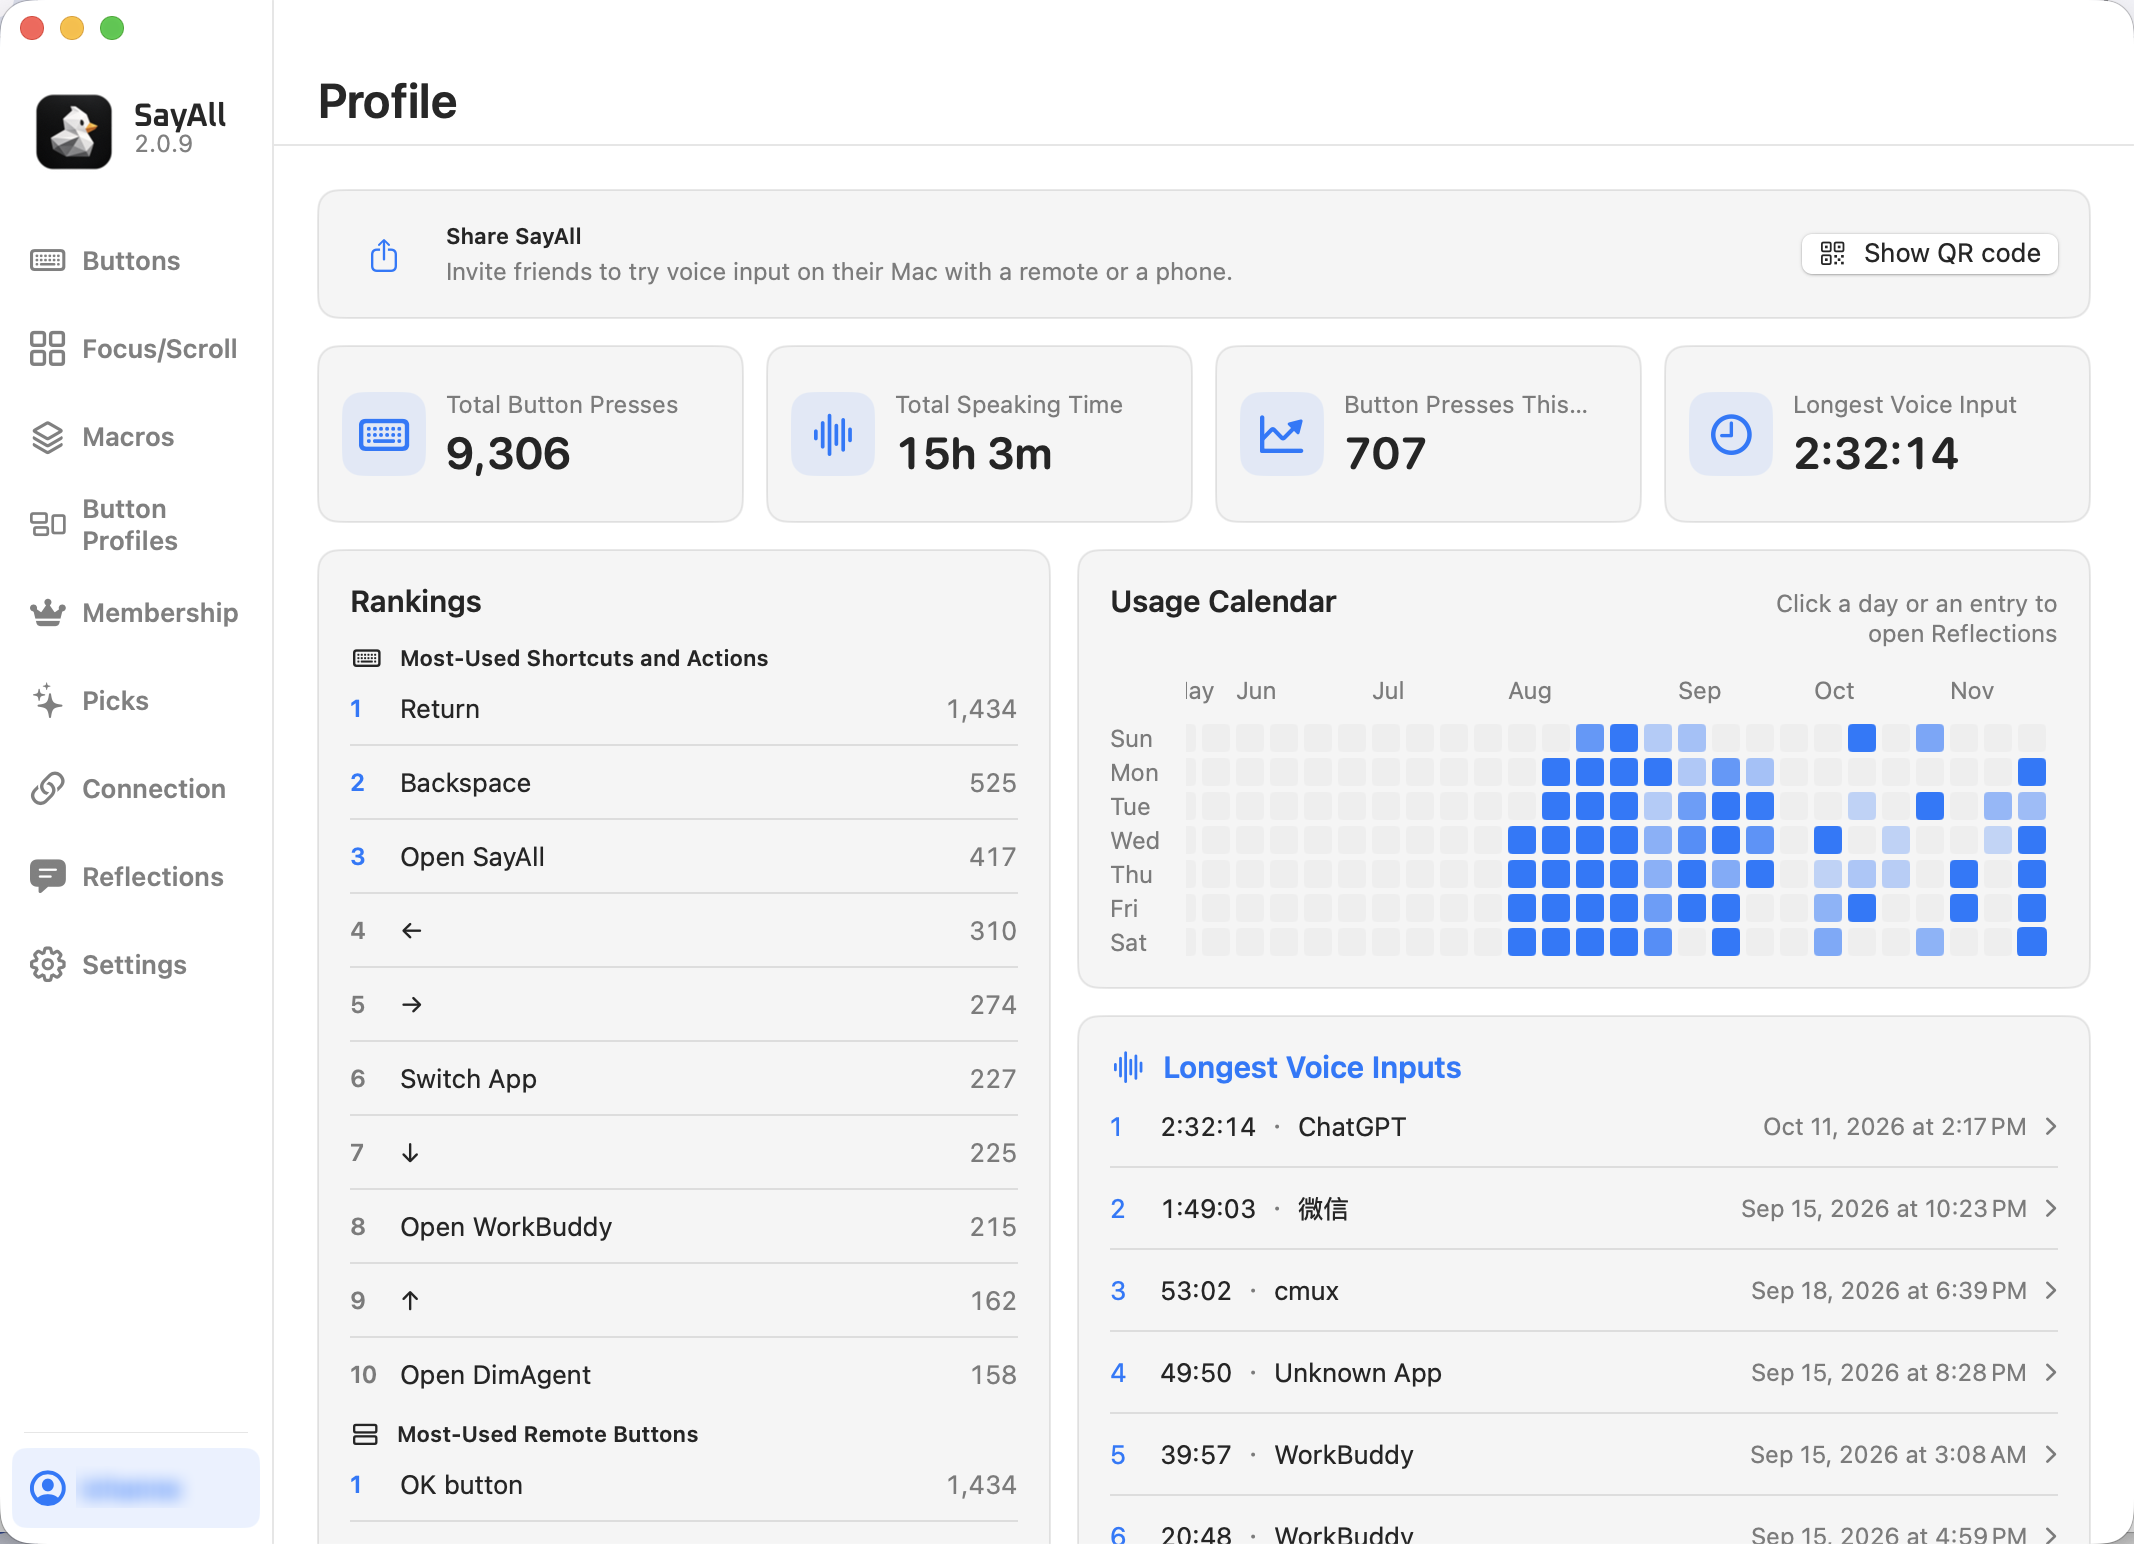 SayAll
2.0.9
Buttons
Focus/Scroll
Macros
Button
Profiles
Membership
Picks
Connection
Reflections
Settings
Profile
Share SayAll
Invite friends to try voice input on their Mac with a remote or a phone.
Show QR code
Total Button Presses
9,306
Total Speaking Time
15h 3m
Button Presses This...
707
Longest Voice Input
2:32:14
Rankings
Most-Used Shortcuts and Actions
1 Return 1,434
2 Backspace 525
3 Open SayAll 417
4 ← 310
5 → 274
6 Switch App 227
7 ↓ 225
8 Open WorkBuddy 215
9 ↑ 162
10 Open DimAgent 158
Most-Used Remote Buttons
1 OK button 1,434
Usage Calendar
Click a day or an entry to
open Reflections
ay Jun Jul Aug Sep Oct Nov
Sun
Mon
Tue
Wed
Thu
Fri
Sat
Longest Voice Inputs
1 2:32:14 · ChatGPT Oct 11, 2026 at 2:17 PM
2 1:49:03 · 微信 Sep 15, 2026 at 10:23 PM
3 53:02 · cmux Sep 18, 2026 at 6:39 PM
4 49:50 · Unknown App Sep 15, 2026 at 8:28 PM
5 39:57 · WorkBuddy Sep 15, 2026 at 3:08 AM
6 20:48 · WorkBuddy Sep 15, 2026 at 4:59 PM